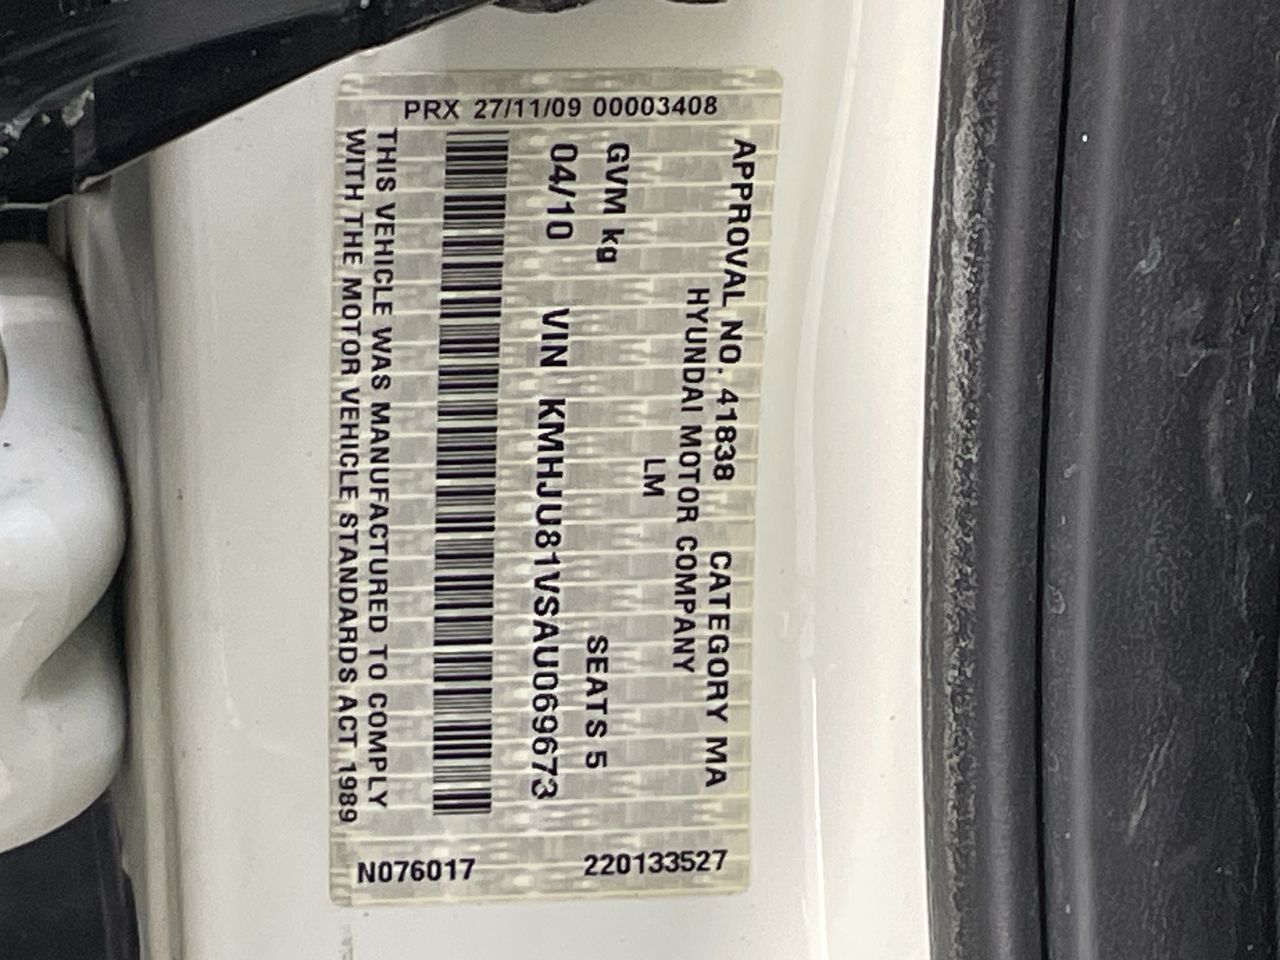 PRX 27/11/09 00003408
APPROVAL NO. 41838 CATEGORY MA
HYUNDAI MOTOR COMPANY
LM
GVM kg SEATS 5
04/10 VIN KMHJU81VSAU069673
THIS VEHICLE WAS MANUFACTURED TO COMPLY
WITH THE MOTOR VEHICLE STANDARDS ACT 1989
N076017 220133527